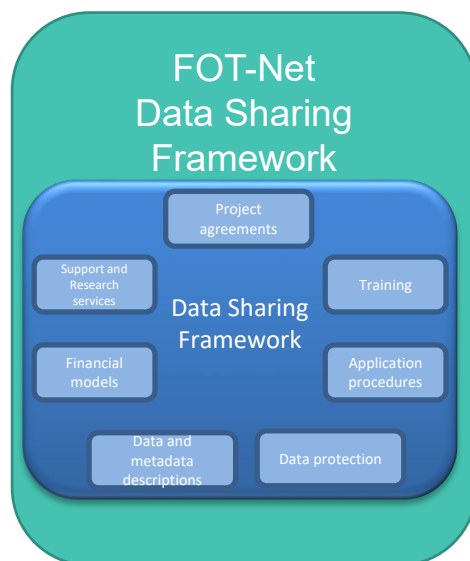 FOT-Net
Data Sharing
Framework
Project
agreements
Support and
Research
services
Training
Data Sharing
Framework
Financial
models
Application
procedures
Data and
metadata
descriptions
Data protection